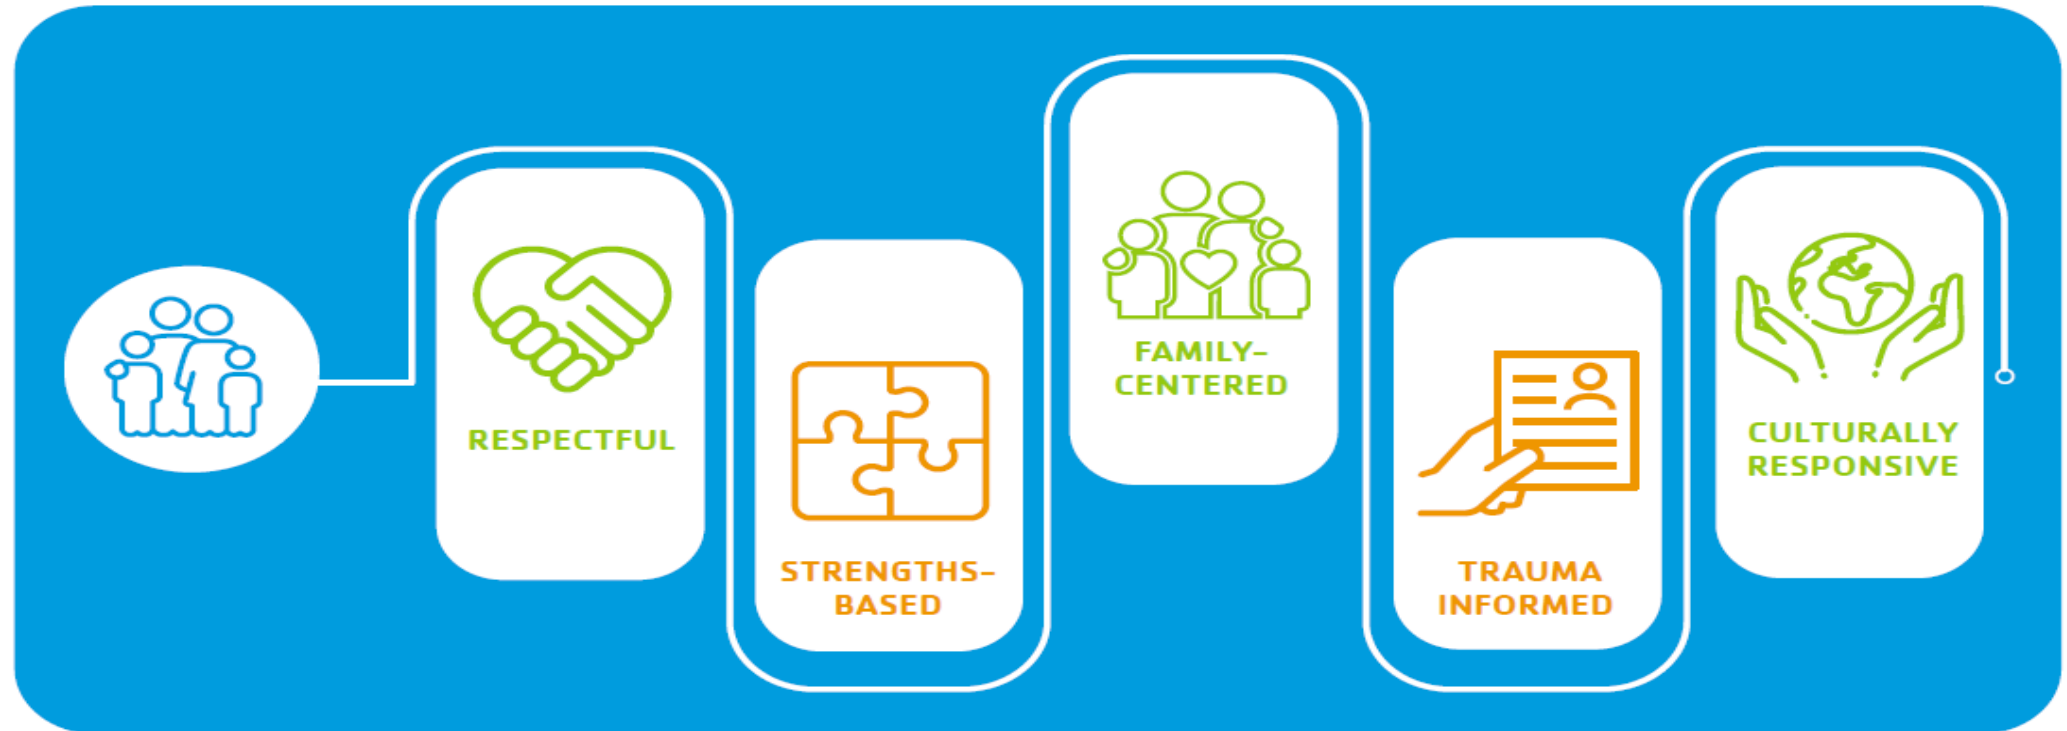 RESPECTFUL
STRENGTHS-
BASED
FAMILY-
CENTERED
TRAUMA
INFORMED
CULTURALLY
RESPONSIVE